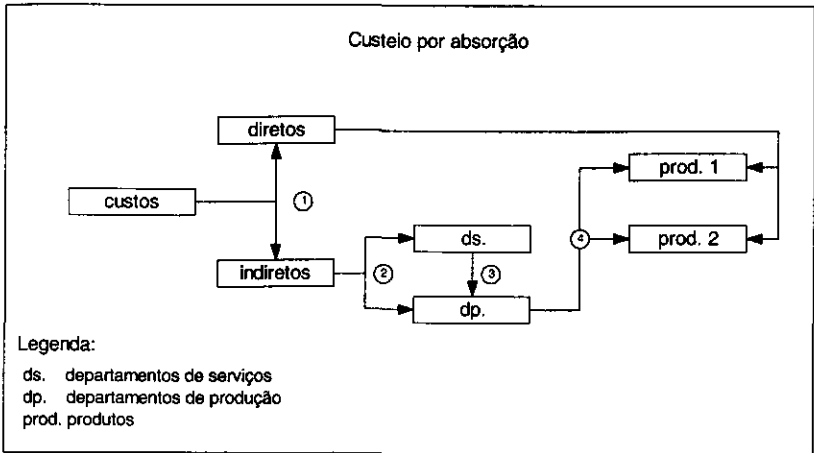 Custeio por absorção
diretos
prod. 1
custos
1
ds.
4
prod. 2
indiretos
2
3
dp.
Legenda:
ds. departamentos de serviços
dp. departamentos de produção
prod. produtos